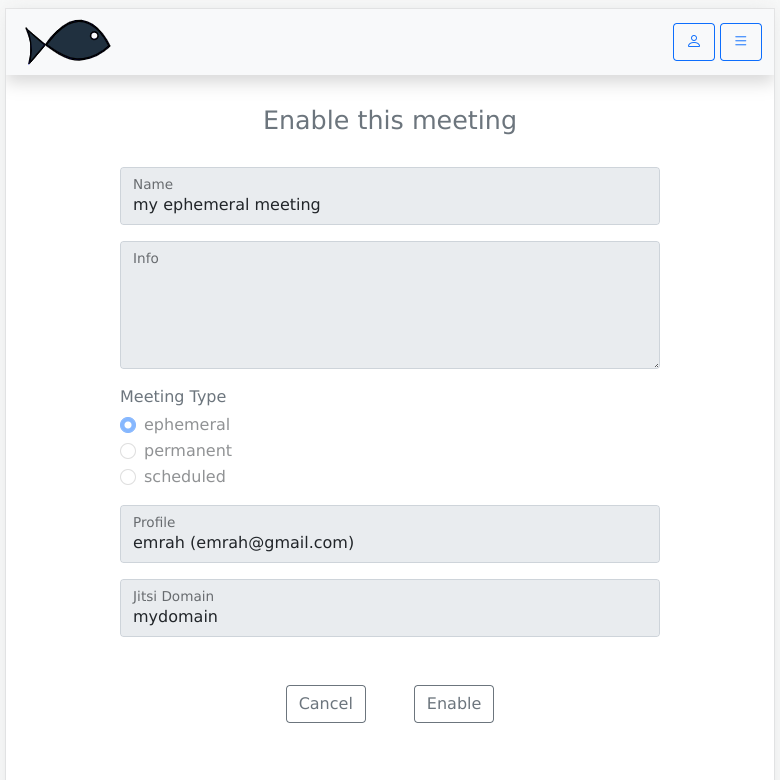 Enable this meeting
Name
my ephemeral meeting
Info
Meeting Type
ephemeral
permanent
scheduled
Profile
emrah (emrah@gmail.com)
Jitsi Domain
mydomain
Cancel
Enable